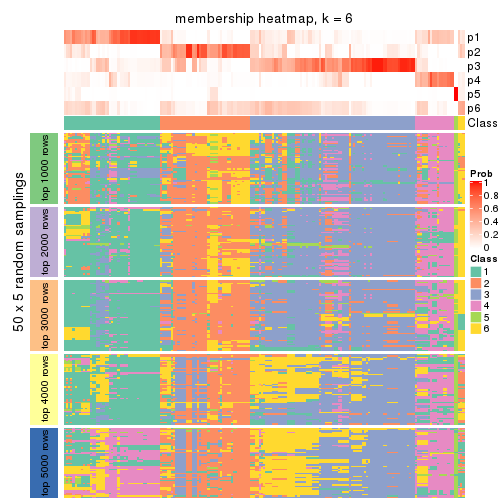 membership heatmap, k = 6
p1
p2
p3
p4
p5
p6
Class
50 x 5 random samplings
top 1000 rows
top 2000 rows
top 3000 rows
top 4000 rows
top 5000 rows
Prob
1
0.8
0.6
0.4
0.2
0
Class
1
2
3
4
5
6